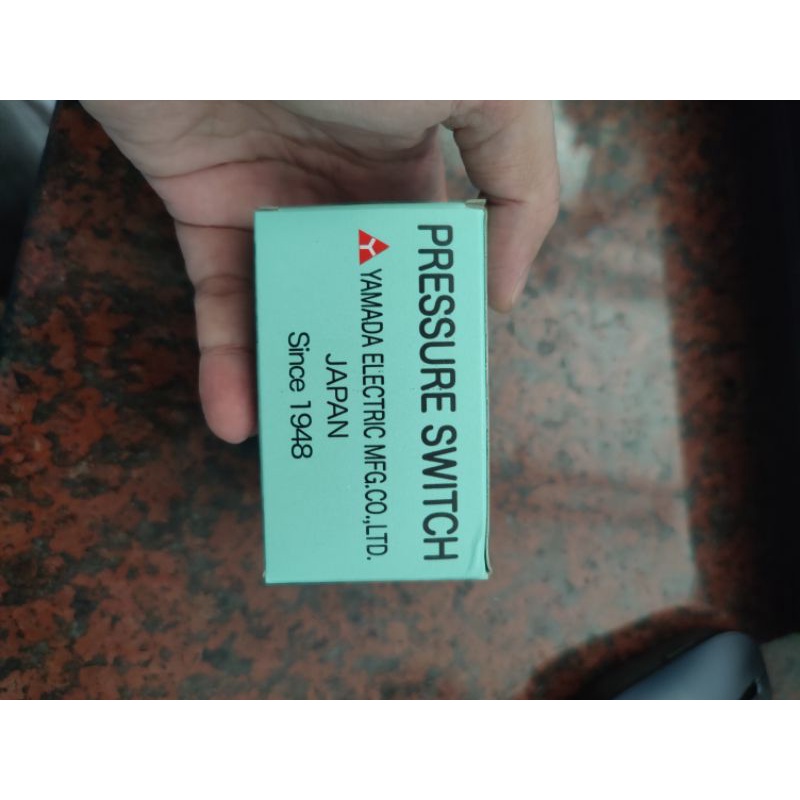 PRESSURE SWITCH
YAMADA ELECTRIC MFG.CO.,LTD.
JAPAN
Since 1948